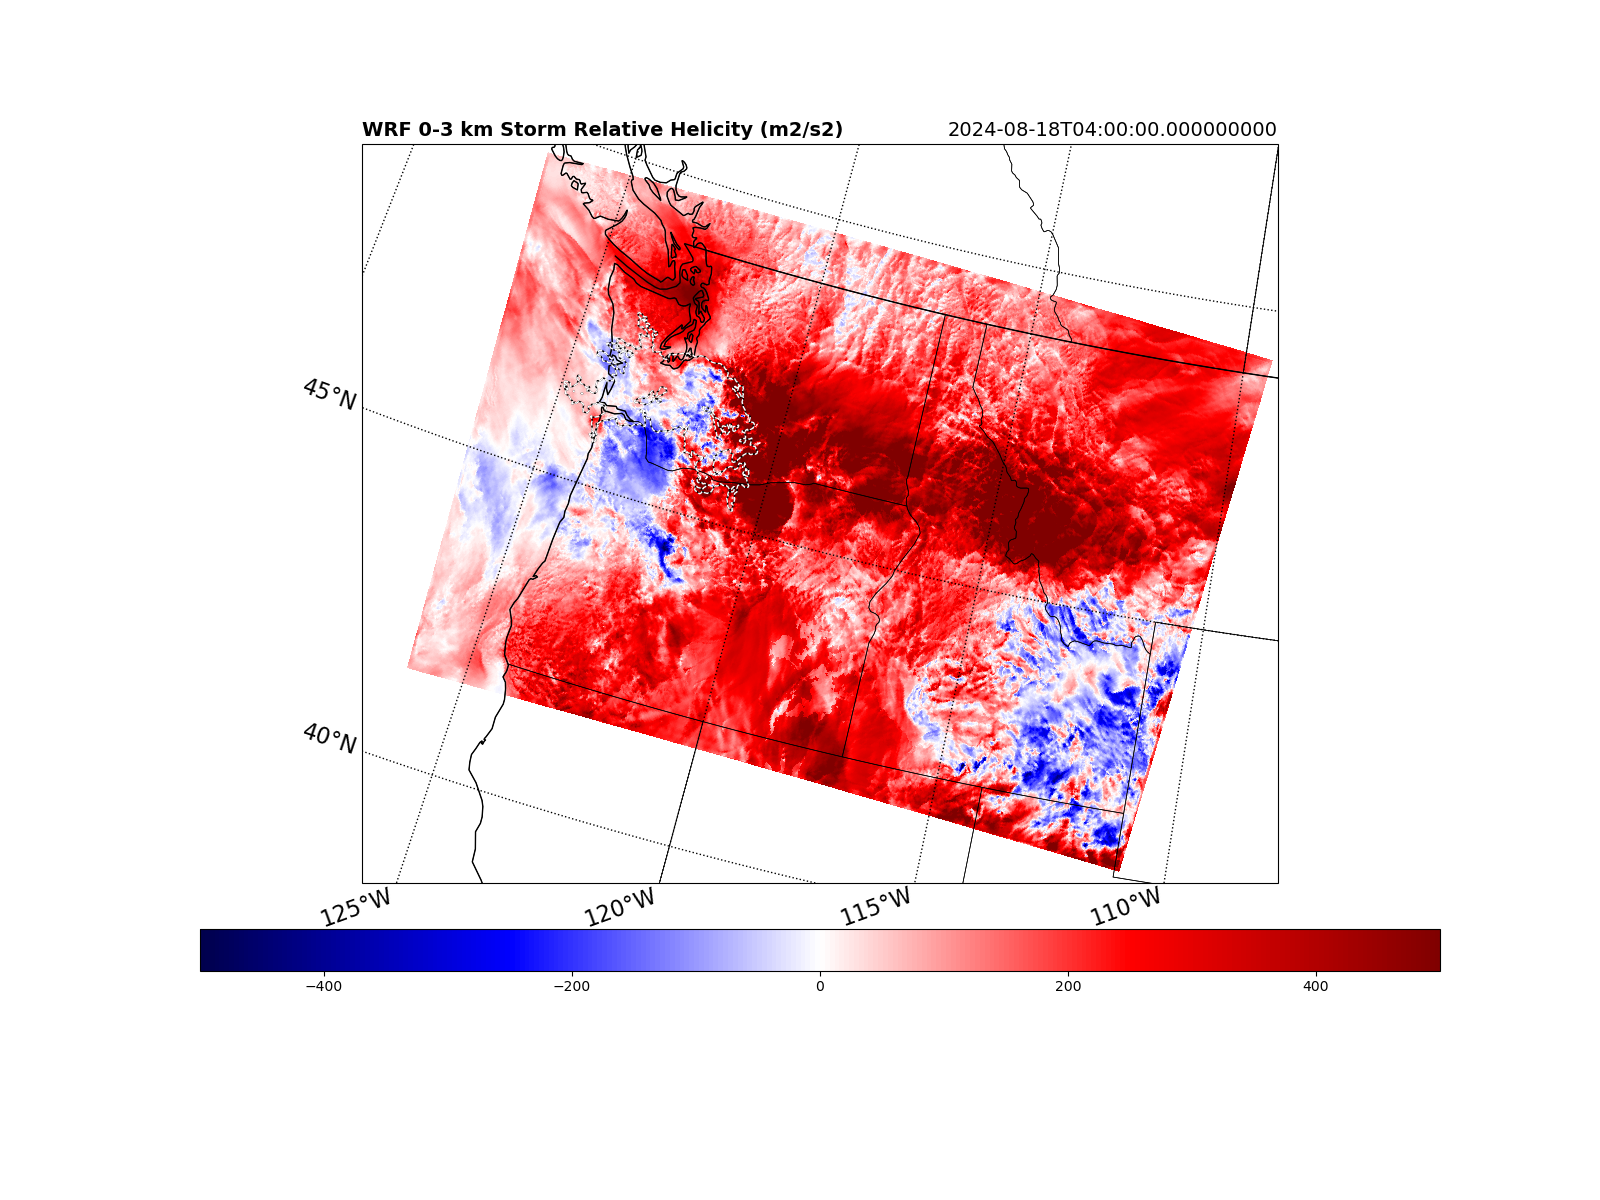 WRF 0-3 km Storm Relative Helicity (m2/s2) 2024-08-18T04:00:00.000000000
45°N
40°N
125°W 120°W 115°W 110°W
−400 −200 0 200 400